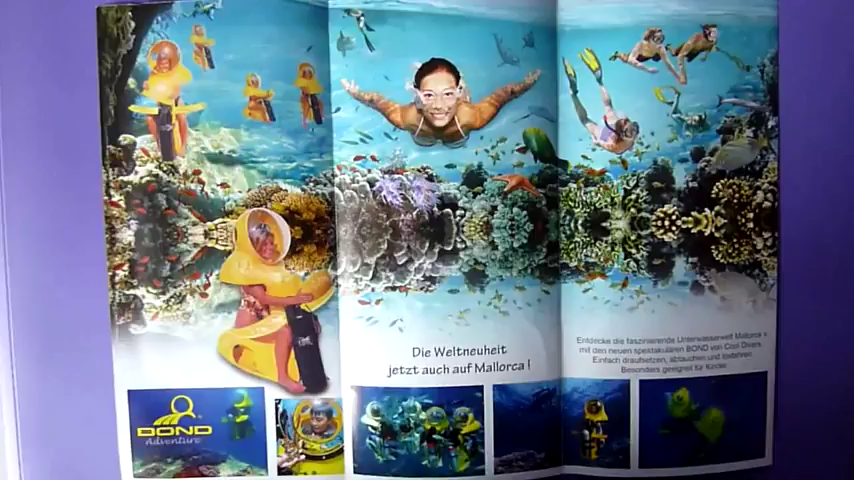 Die Weltneuheit
jetzt auch auf Mallorca !
Entdecke die faszinierende Unterwasserwelt Mallorca's
mit den neuen spektakulären BOND von Cool Divers.
Einfach draufsetzen, abtauchen und losfahren.
Besonders geeignet für Kinder
BOND
Adventure